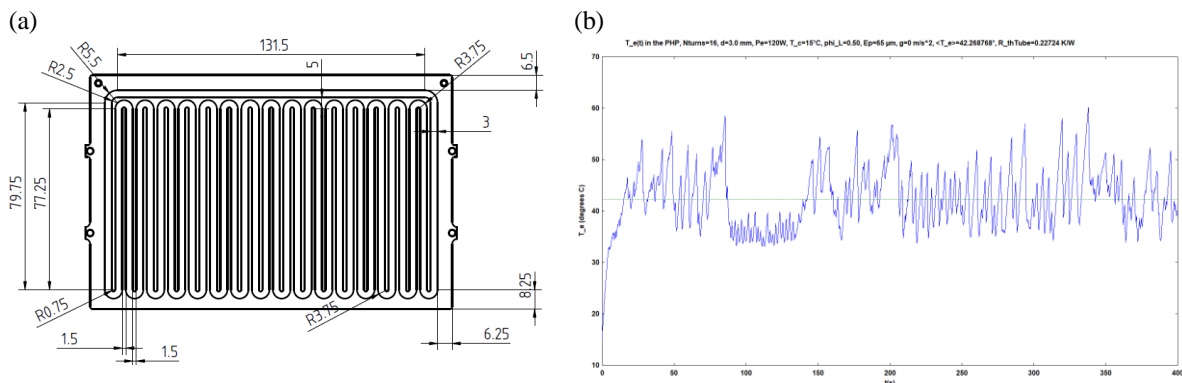 (a)
131.5
R5.5
R2.5
5
R3.75
6.5
3
79.75
77.25
R0.75
R3.75
8.25
1.5
1.5
6.25
(b)
T_e(t) in the PHP, Nturns=16, d=3.0 mm, Pe=120W, T_c=15°C, phi_L=0.50, Ep=65 μm, g=0 m/s^2, <T_e>=42.268768°, R_thTube=0.22724 K/W
T_e (degrees C)
70
60
50
40
30
20
10
0 50 100 150 200 250 300 350 400